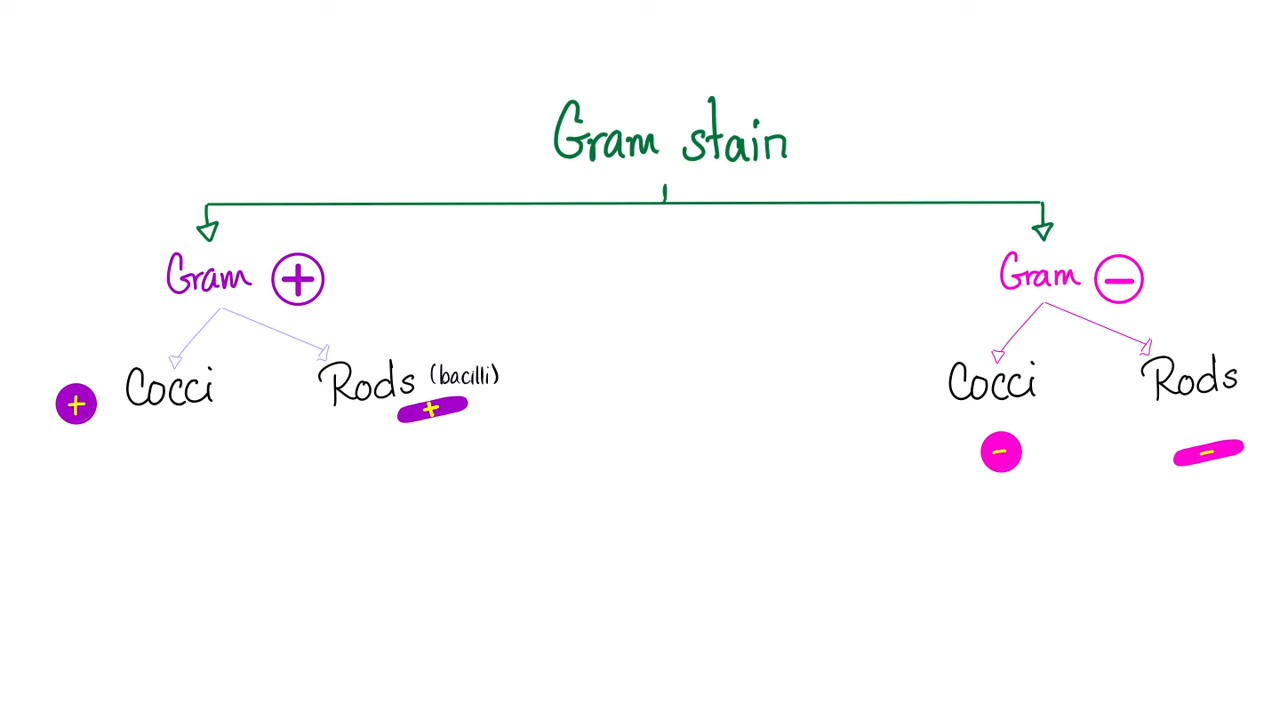 Gram stain
Gram + Gram −
Cocci Rods (bacilli) Cocci Rods
+ + − −